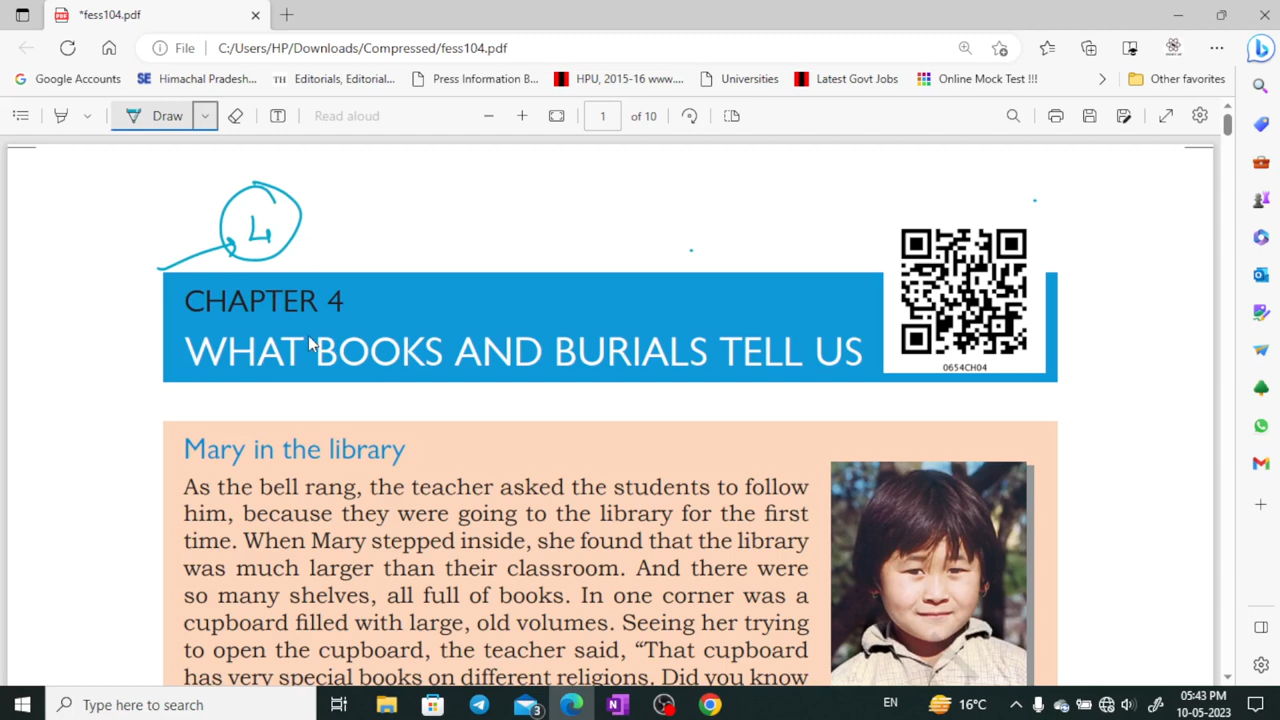 *fess104.pdf
File C:/Users/HP/Downloads/Compressed/fess104.pdf
Google Accounts SE Himachal Pradesh... TH Editorials, Editorial... Press Information B... HPU, 2015-16 www.... Universities Latest Govt Jobs Online Mock Test !!! Other favorites
Draw Read aloud 1 of 10
4
CHAPTER 4
WHAT BOOKS AND BURIALS TELL US
0654CH04
Mary in the library
As the bell rang, the teacher asked the students to follow
him, because they were going to the library for the first
time. When Mary stepped inside, she found that the library
was much larger than their classroom. And there were
so many shelves, all full of books. In one corner was a
cupboard filled with large, old volumes. Seeing her trying
to open the cupboard, the teacher said, “That cupboard
has very special books on different religions. Did you know
Type here to search 3 EN 16°C 05:43 PM
10-05-2023